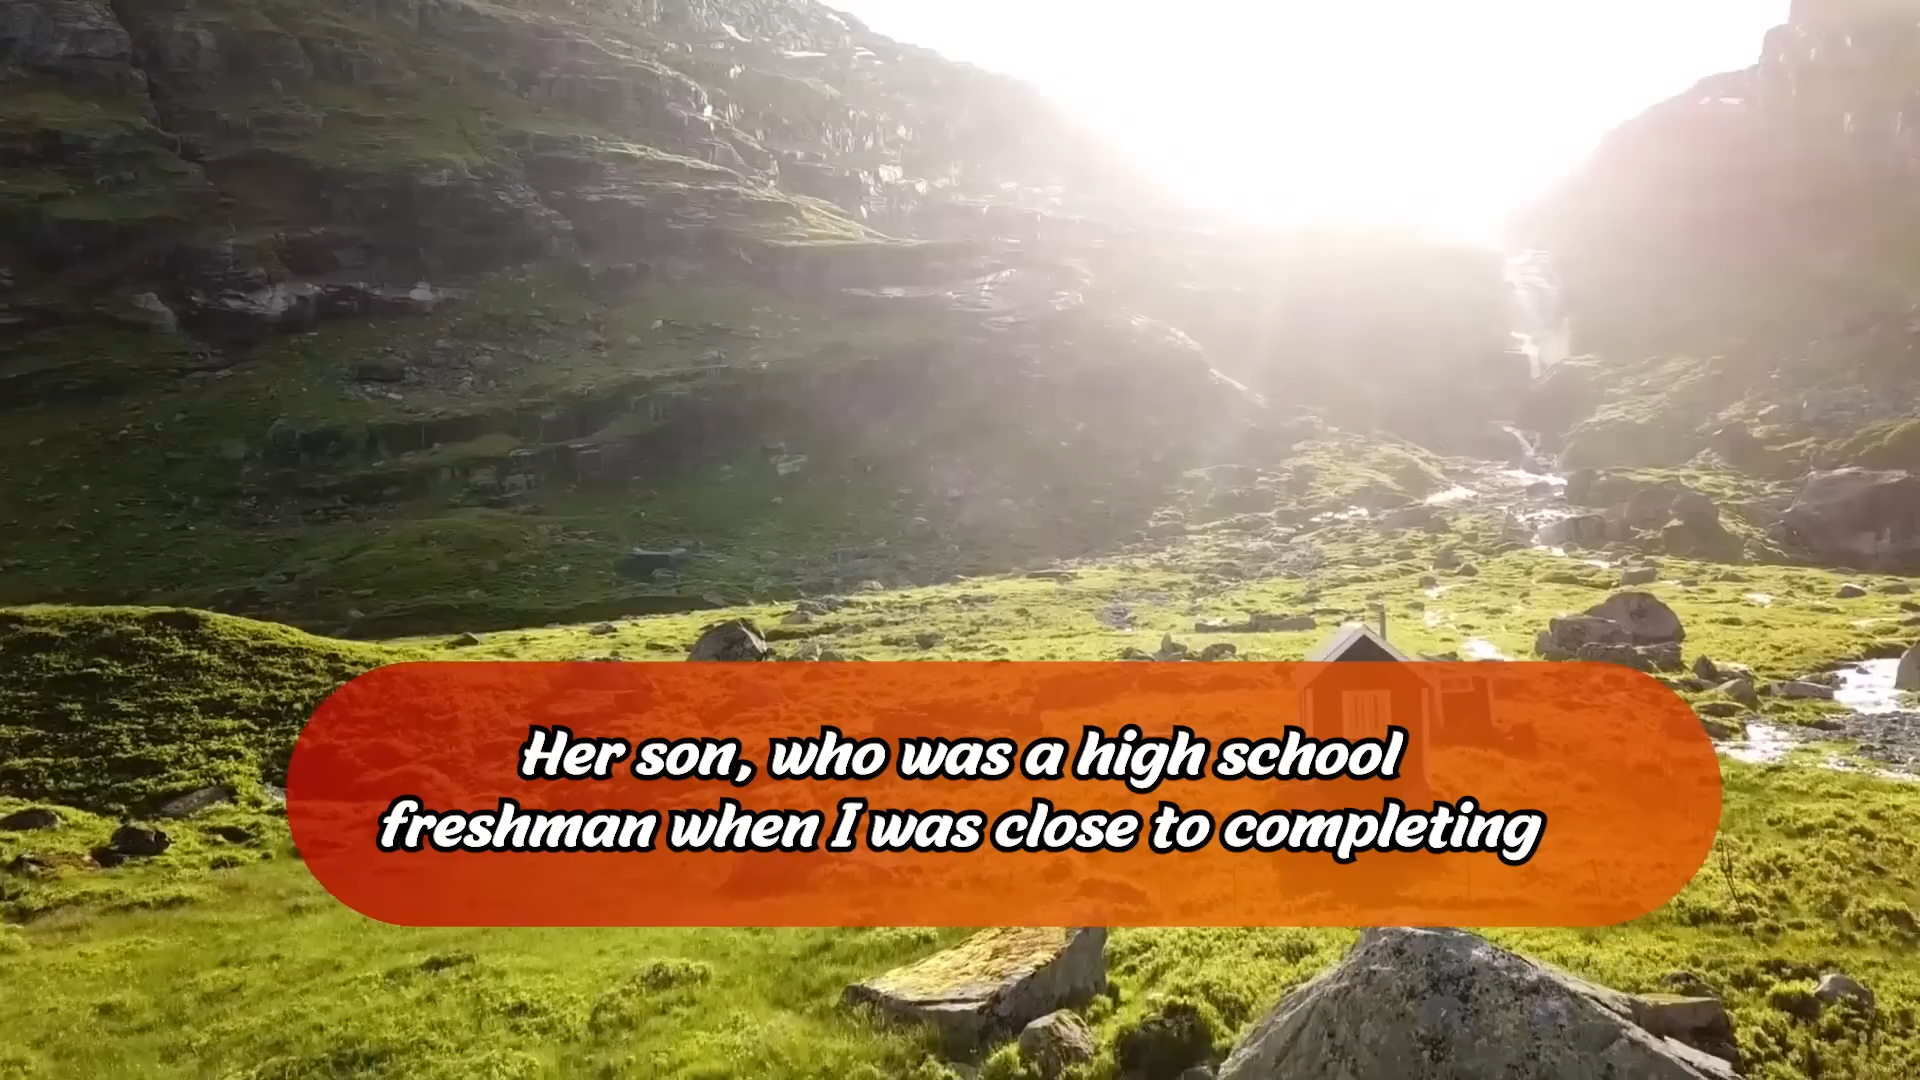 Her son, who was a high school
freshman when I was close to completing